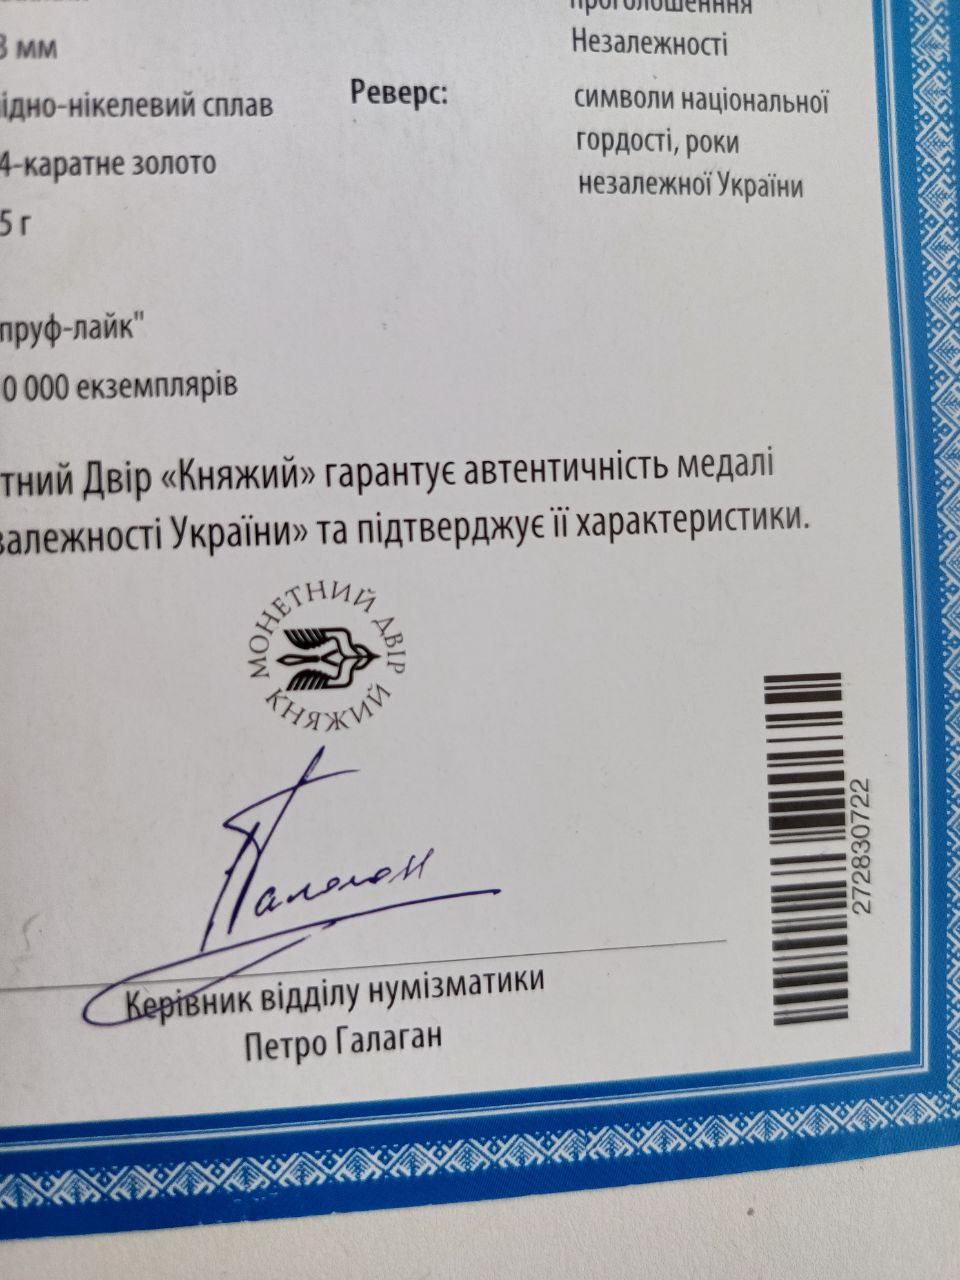 проголошенння
Незалежності
3 мм
ідно-нікелевий сплав
Реверс:
символи національної
4-каратне золото
гордості, роки
5 г
незалежної України
пруф-лайк"
0 000 екземплярів
тний Двір «Княжий» гарантує автентичність медалі
залежності України» та підтверджує її характеристики.
МОНЕТНИЙ ДВІР
КНЯЖИЙ
Галаган
272830722
Керівник відділу нумізматики
Петро Галаган